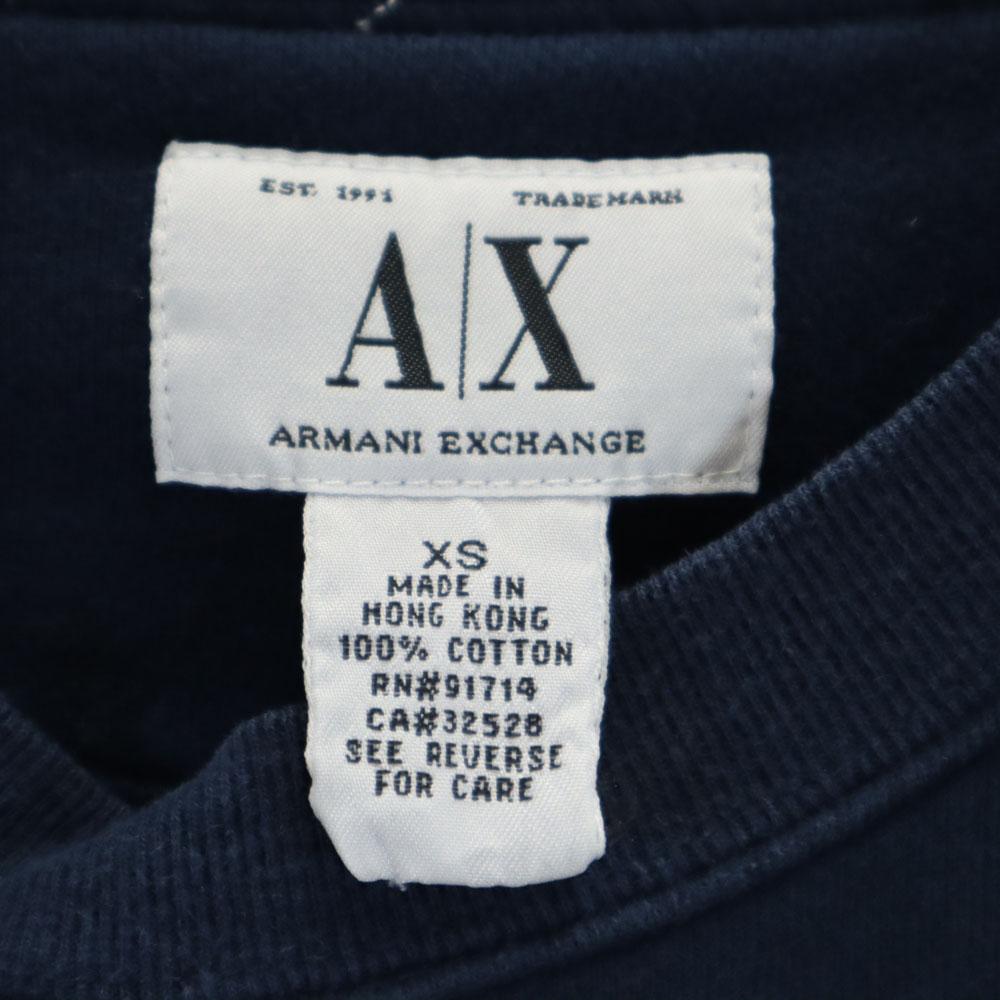 EST. 1991 TRADEMARK
A|X
ARMANI EXCHANGE
XS
MADE IN
HONG KONG
100% COTTON
RN#91714
CA#32528
SEE REVERSE
FOR CARE